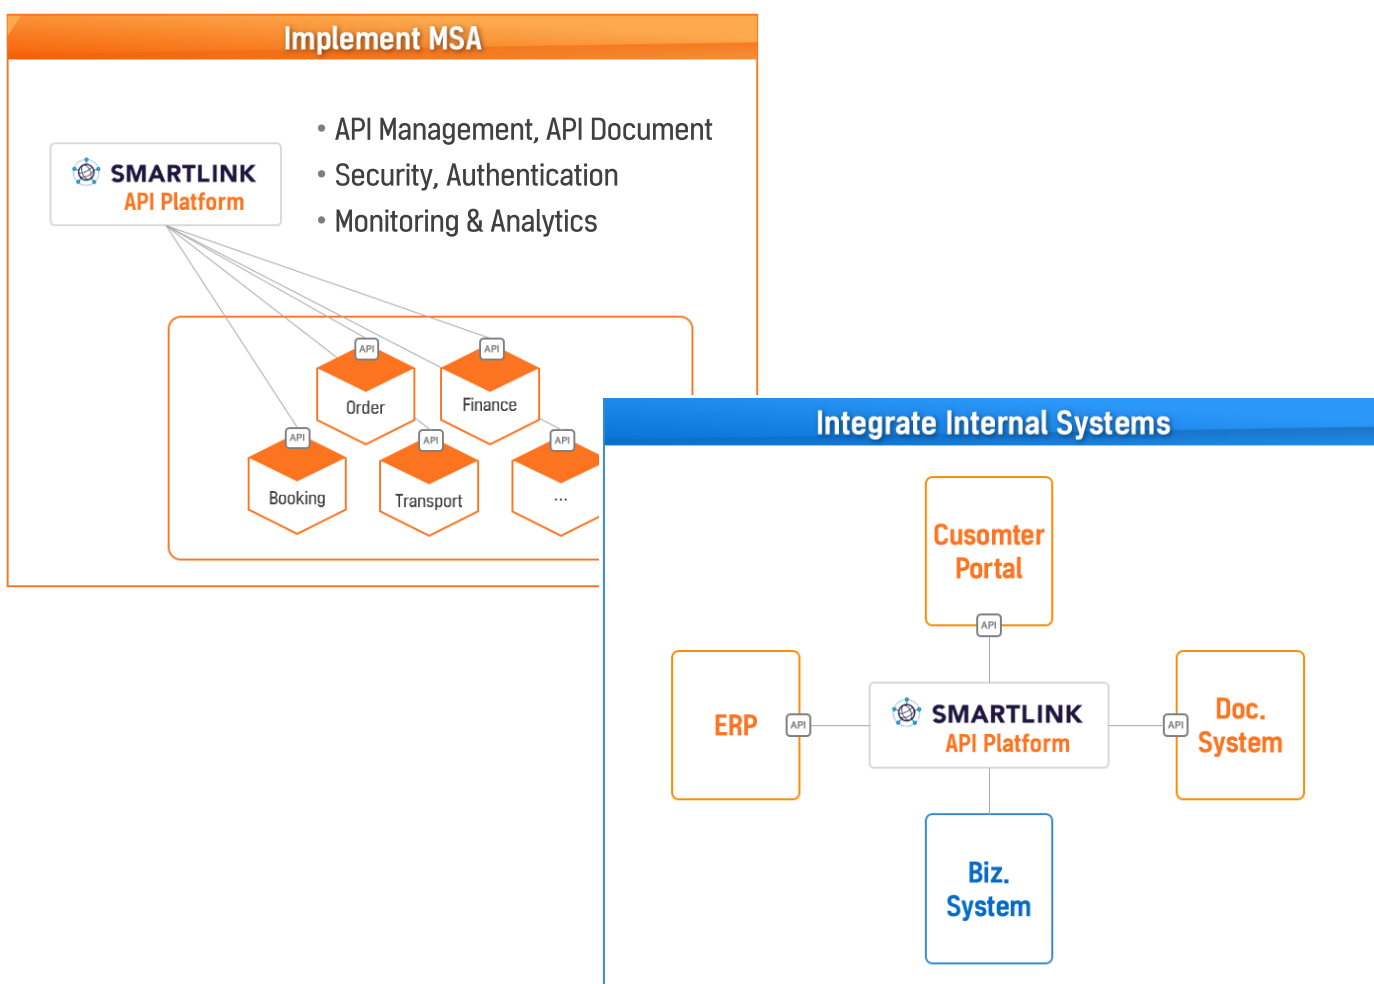 Implement MSA
SMARTLINK
API Platform
• API Management, API Document
• Security, Authentication
• Monitoring & Analytics
API
API
Order
Finance
API
API
API
Booking
Transport
...
Integrate Internal Systems
Cusomter
Portal
API
ERP
API
SMARTLINK
API Platform
API
Doc.
System
Biz.
System